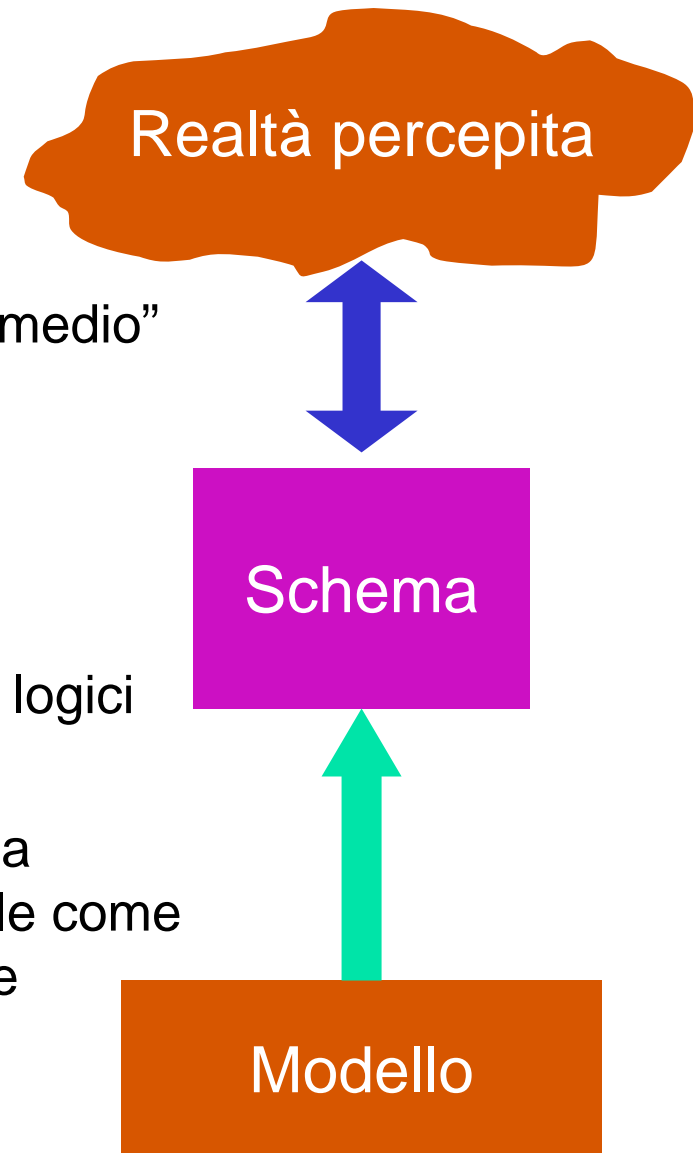 Realtà percepita
medio”
Schema
logici
a
le come
e
Modello